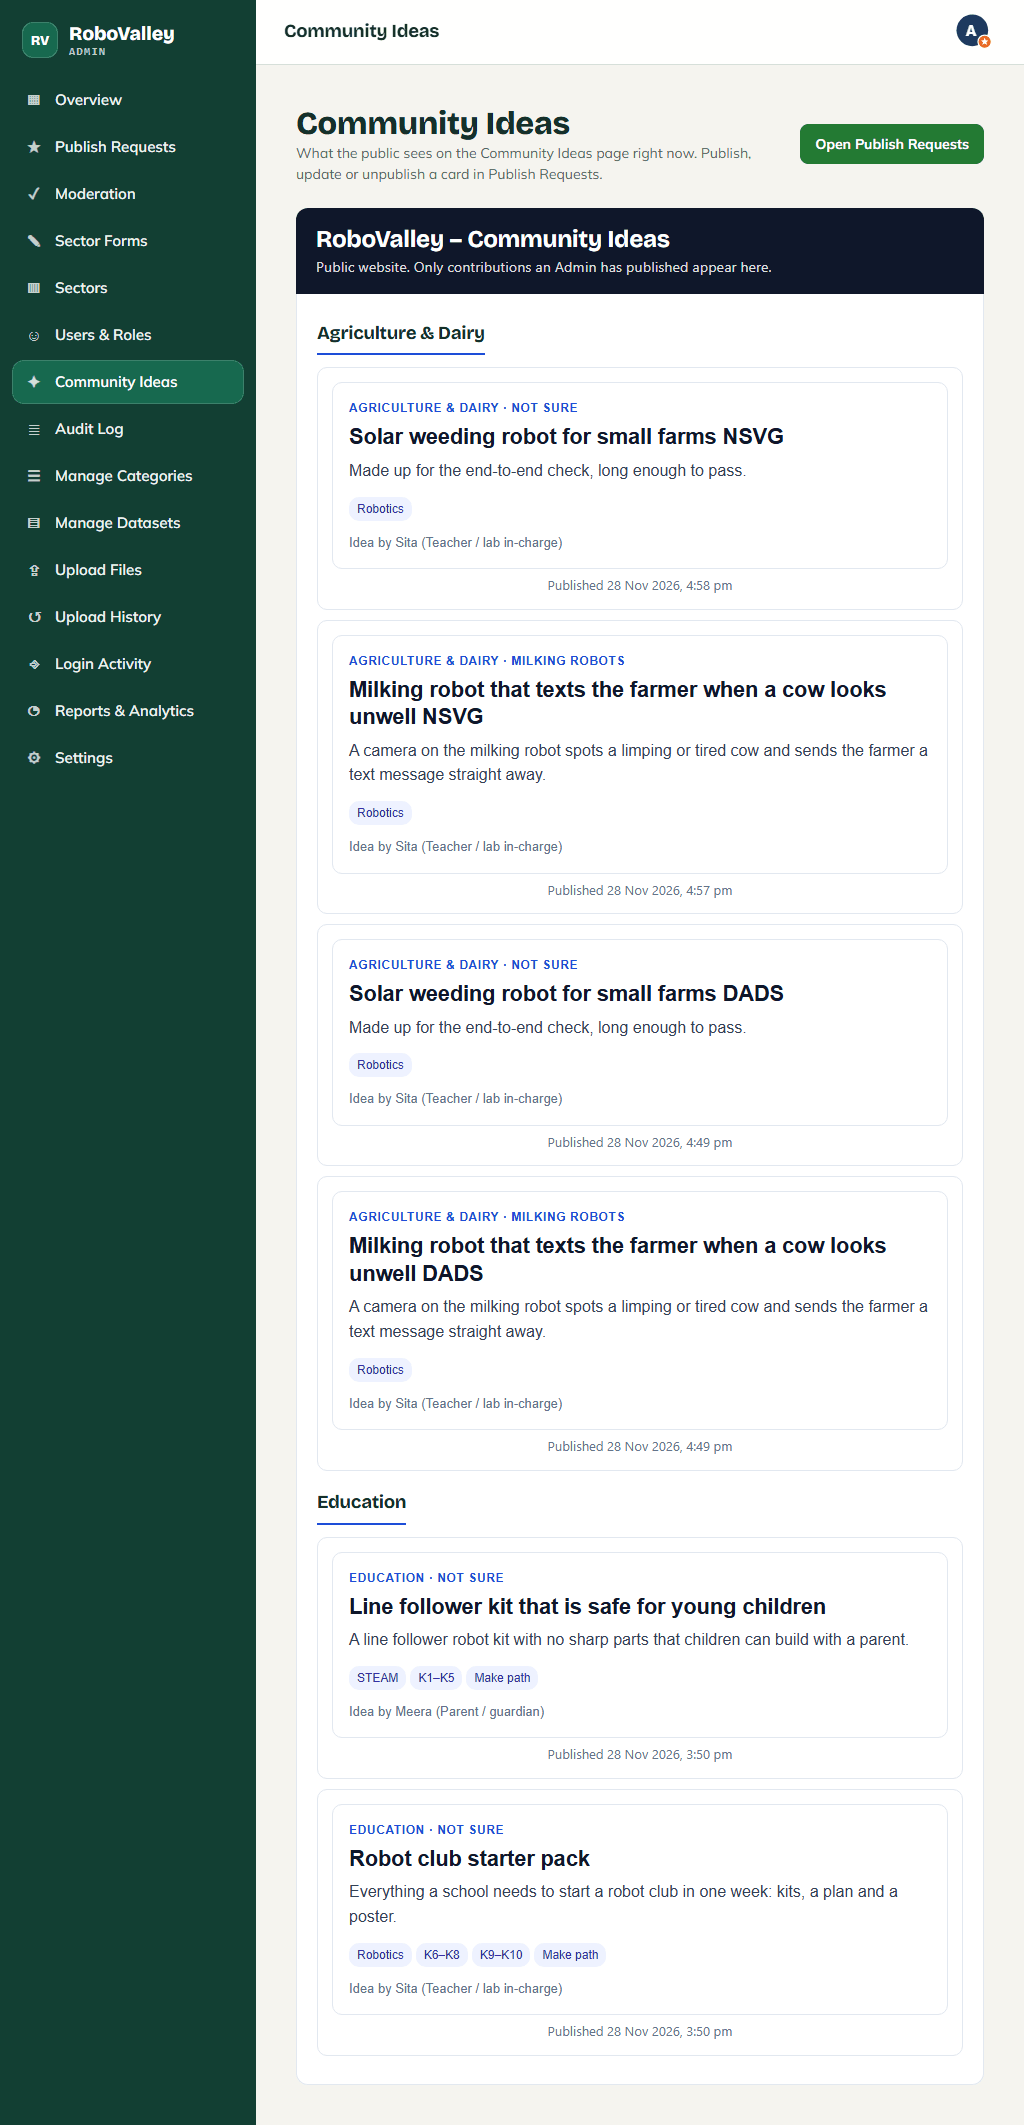 RV
RoboValley
ADMIN
Overview
Publish Requests
Moderation
Sector Forms
Sectors
Users & Roles
Community Ideas
Audit Log
Manage Categories
Manage Datasets
Upload Files
Upload History
Login Activity
Reports & Analytics
Settings
Community Ideas
A
Community Ideas
What the public sees on the Community Ideas page right now. Publish,
update or unpublish a card in Publish Requests.
Open Publish Requests
RoboValley – Community Ideas
Public website. Only contributions an Admin has published appear here.
Agriculture & Dairy
AGRICULTURE & DAIRY · NOT SURE
Solar weeding robot for small farms NSVG
Made up for the end-to-end check, long enough to pass.
Robotics
Idea by Sita (Teacher / lab in-charge)
Published 28 Nov 2026, 4:58 pm
AGRICULTURE & DAIRY · MILKING ROBOTS
Milking robot that texts the farmer when a cow looks
unwell NSVG
A camera on the milking robot spots a limping or tired cow and sends the farmer a
text message straight away.
Robotics
Idea by Sita (Teacher / lab in-charge)
Published 28 Nov 2026, 4:57 pm
AGRICULTURE & DAIRY · NOT SURE
Solar weeding robot for small farms DADS
Made up for the end-to-end check, long enough to pass.
Robotics
Idea by Sita (Teacher / lab in-charge)
Published 28 Nov 2026, 4:49 pm
AGRICULTURE & DAIRY · MILKING ROBOTS
Milking robot that texts the farmer when a cow looks
unwell DADS
A camera on the milking robot spots a limping or tired cow and sends the farmer a
text message straight away.
Robotics
Idea by Sita (Teacher / lab in-charge)
Published 28 Nov 2026, 4:49 pm
Education
EDUCATION · NOT SURE
Line follower kit that is safe for young children
A line follower robot kit with no sharp parts that children can build with a parent.
STEAM K1–K5 Make path
Idea by Meera (Parent / guardian)
Published 28 Nov 2026, 3:50 pm
EDUCATION · NOT SURE
Robot club starter pack
Everything a school needs to start a robot club in one week: kits, a plan and a
poster.
Robotics K6–K8 K9–K10 Make path
Idea by Sita (Teacher / lab in-charge)
Published 28 Nov 2026, 3:50 pm